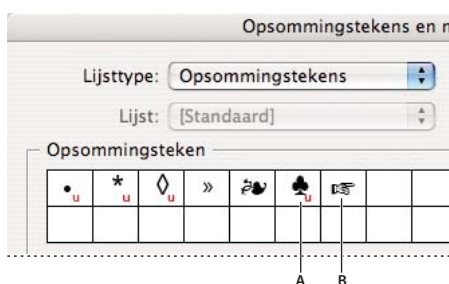 Opsommingstekens en n
Lijsttype: Opsommingstekens
Lijst: [Standaard]
Opsommingsteken
•u *u ◊u » ♣u ☞
A B